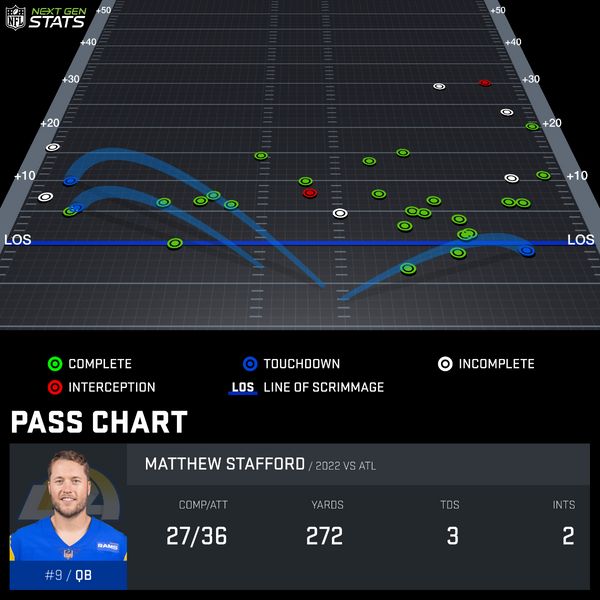 NFL NEXT GEN STATS
+50 +50
+40 +40
+30 +30
+20 +20
+10 +10
LOS LOS
COMPLETE TOUCHDOWN INCOMPLETE
INTERCEPTION LOS LINE OF SCRIMMAGE
PASS CHART
MATTHEW STAFFORD / 2022 VS ATL
COMP/ATT YARDS TDS INTS
27/36 272 3 2
RAMS
#9 / QB